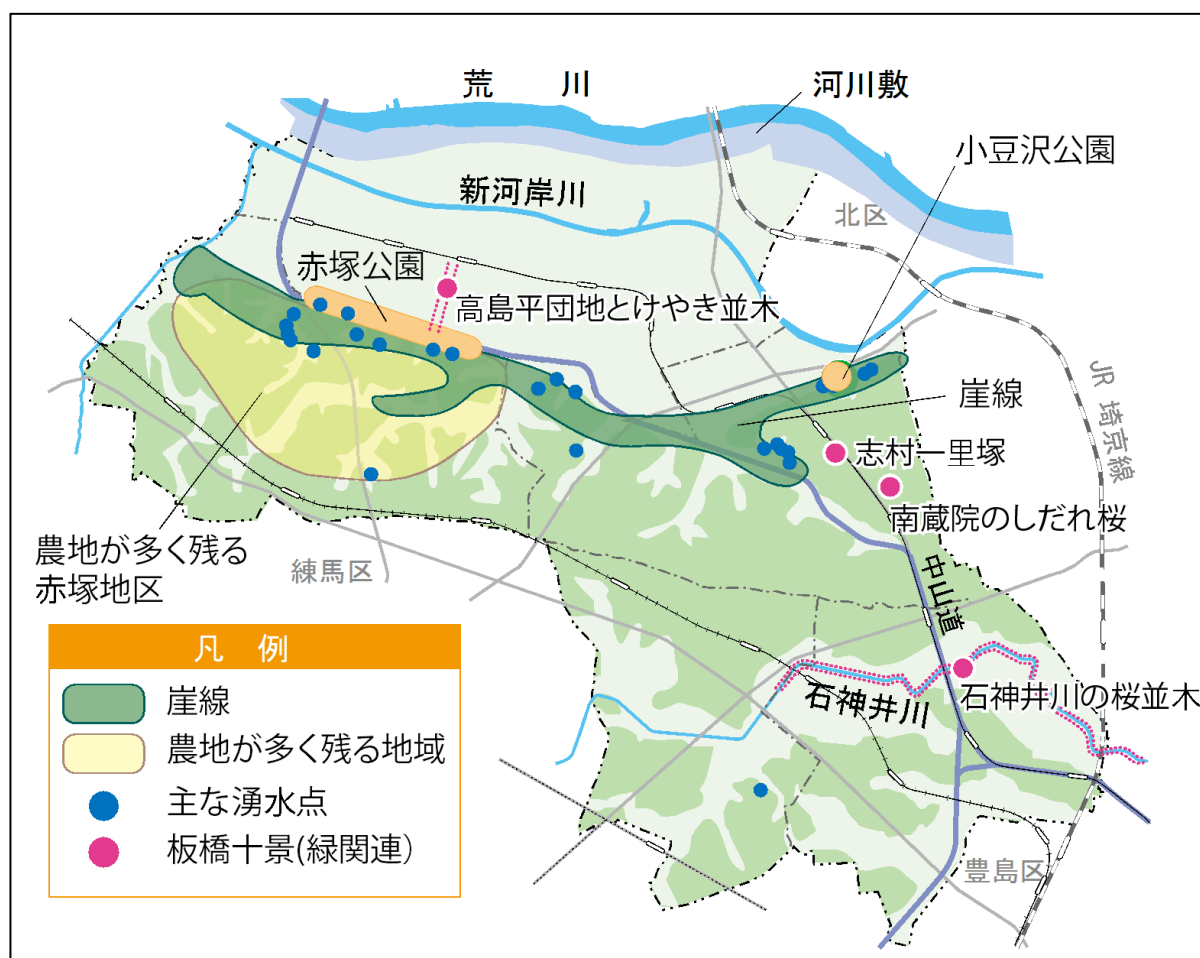 荒　川
河川敷
小豆沢公園
新河岸川
北区
赤塚公園
高島平団地とけやき並木
JR 埼京線
崖線
志村一里塚
南蔵院のしだれ桜
農地が多く残る
赤塚地区
練馬区
中山道
石神井川
石神井川の桜並木
豊島区
凡　例
崖線
農地が多く残る地域
主な湧水点
板橋十景(緑関連）